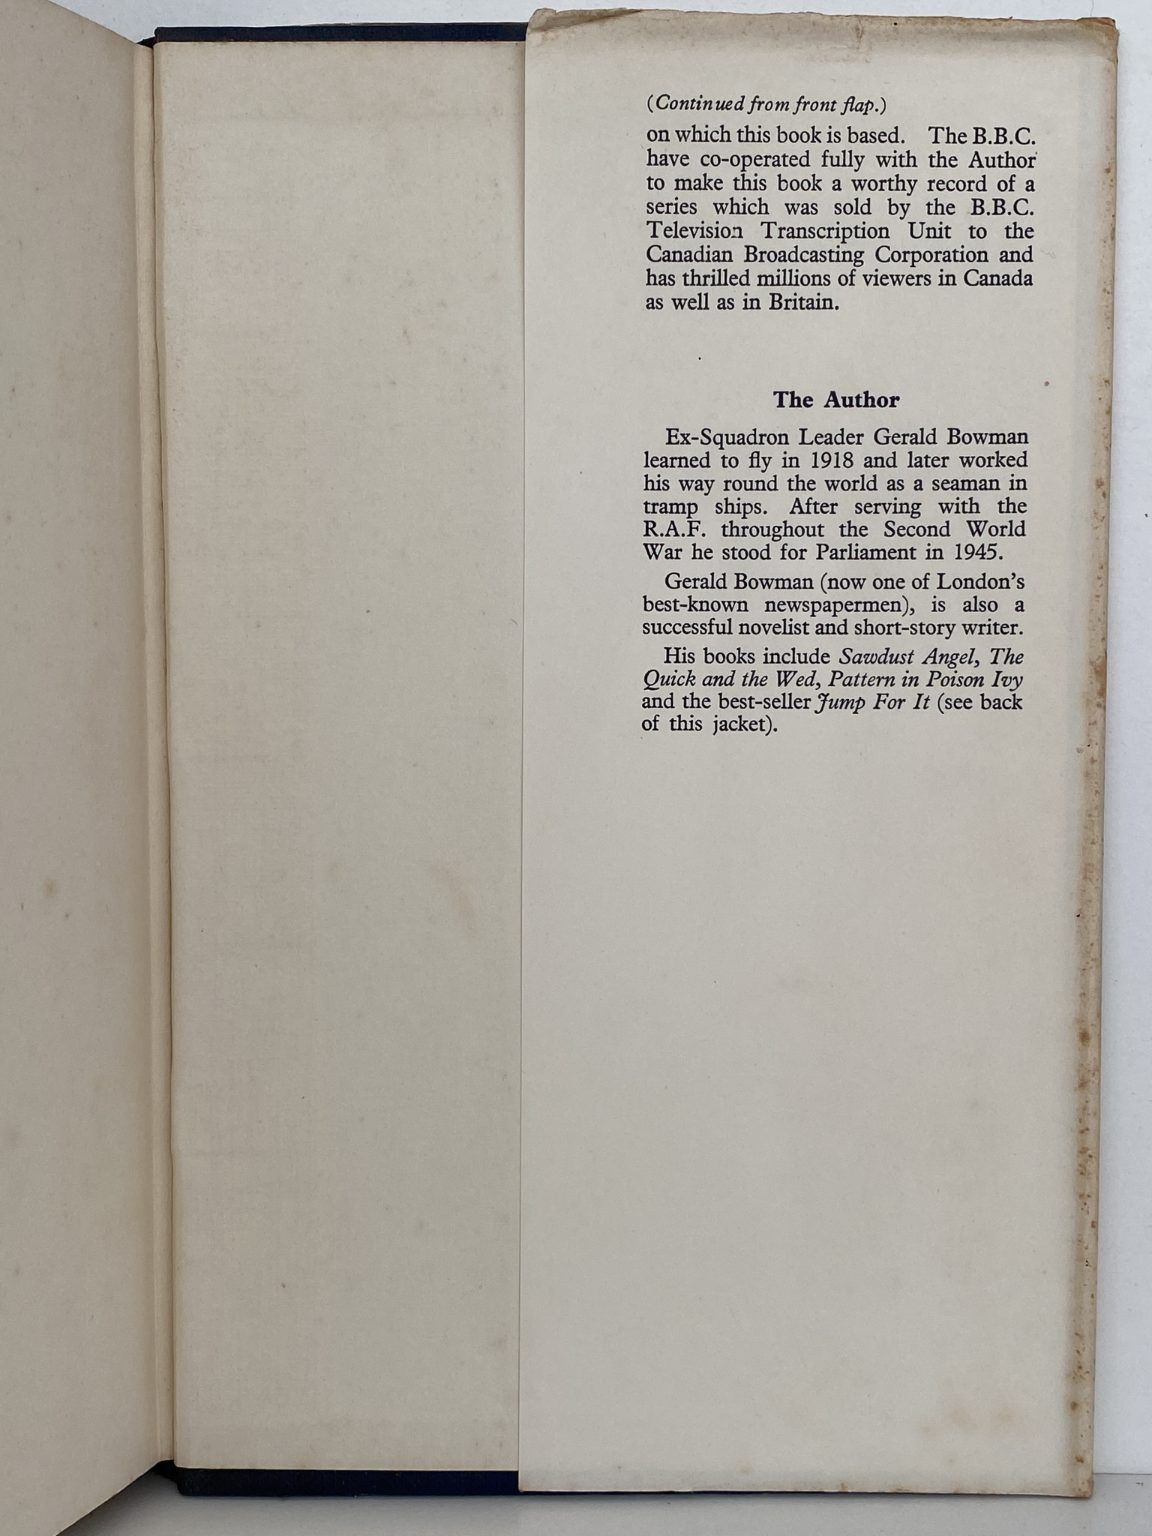 (Continued from front flap.)
on which this book is based. The B.B.C.
have co-operated fully with the Author
to make this book a worthy record of a
series which was sold by the B.B.C.
Television Transcription Unit to the
Canadian Broadcasting Corporation and
has thrilled millions of viewers in Canada
as well as in Britain.
The Author
Ex-Squadron Leader Gerald Bowman
learned to fly in 1918 and later worked
his way round the world as a seaman in
tramp ships. After serving with the
R.A.F. throughout the Second World
War he stood for Parliament in 1945.
Gerald Bowman (now one of London's
best-known newspapermen), is also a
successful novelist and short-story writer.
His books include Sawdust Angel, The
Quick and the Wed, Pattern in Poison Ivy
and the best-seller Jump For It (see back
of this jacket).